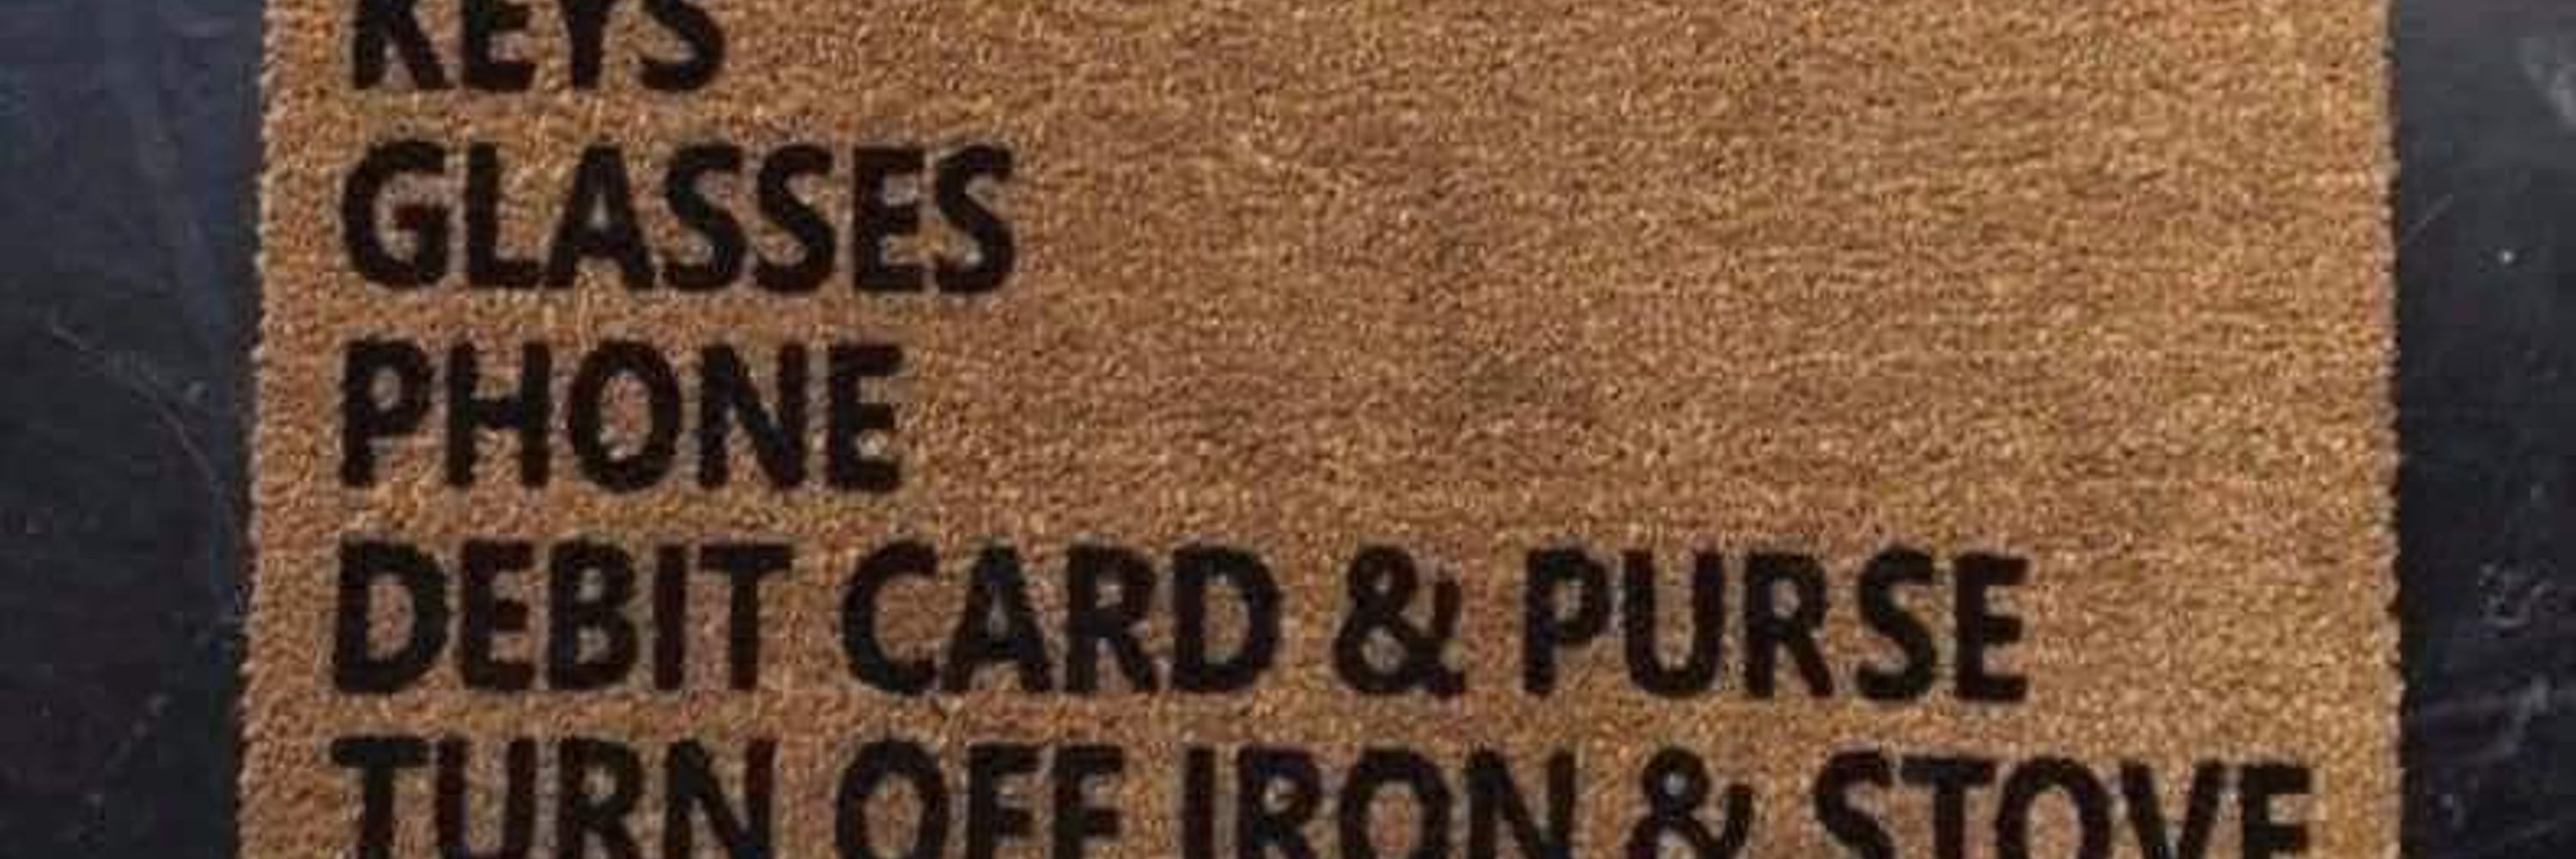 KEYS
GLASSES
PHONE
DEBIT CARD & PURSE
TURN OFF IRON & STOVE